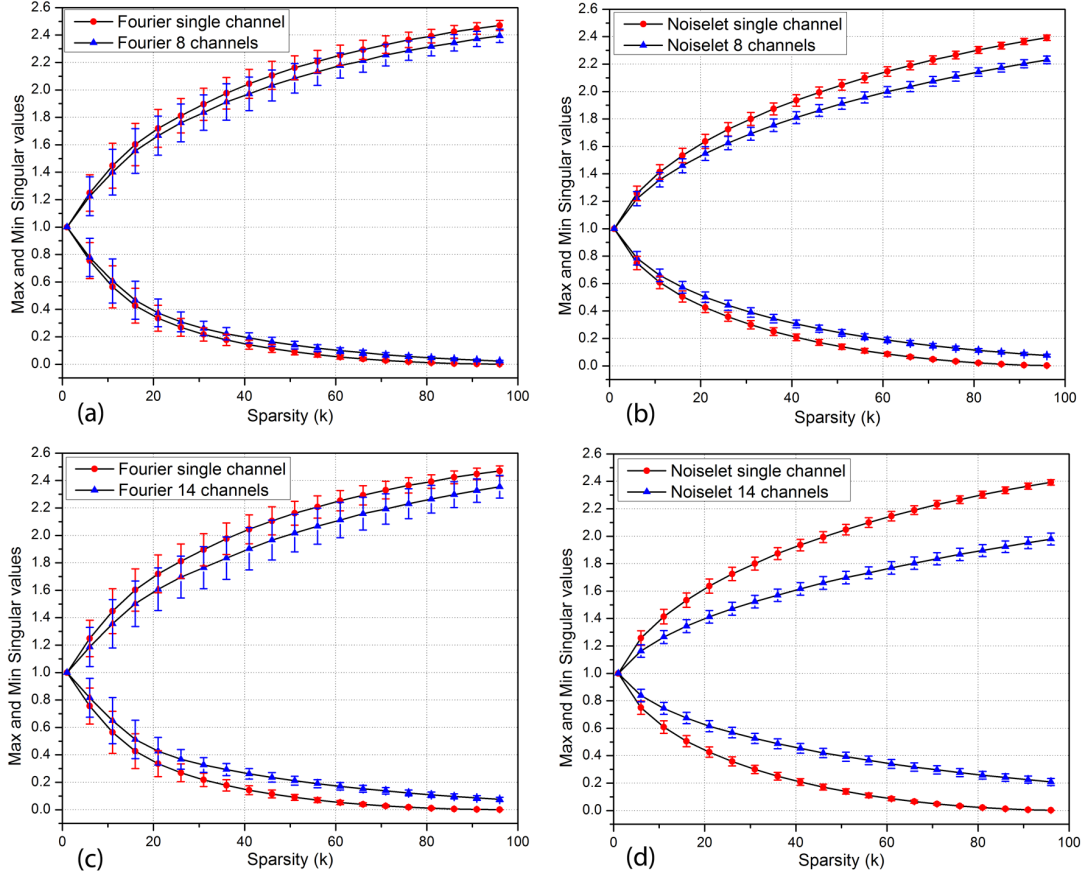 2.6
2.4
2.2
2.0
1.8
1.6
1.4
1.2
1.0
0.8
0.6
0.4
0.2
0.0
Max and Min Singular values
Fourier single channel
Fourier 8 channels
0 20 40 60 80 100
(a) Sparsity (k)
2.6
2.4
2.2
2.0
1.8
1.6
1.4
1.2
1.0
0.8
0.6
0.4
0.2
0.0
Max and Min Singular values
Noiselet single channel
Noiselet 8 channels
0 20 40 60 80 100
(b) Sparsity (k)
2.6
2.4
2.2
2.0
1.8
1.6
1.4
1.2
1.0
0.8
0.6
0.4
0.2
0.0
Max and Min Singular values
Fourier single channel
Fourier 14 channels
0 20 40 60 80 100
(c) Sparsity (k)
2.6
2.4
2.2
2.0
1.8
1.6
1.4
1.2
1.0
0.8
0.6
0.4
0.2
0.0
Max and Min Singular values
Noiselet single channel
Noiselet 14 channels
0 20 40 60 80 100
(d) Sparsity (k)